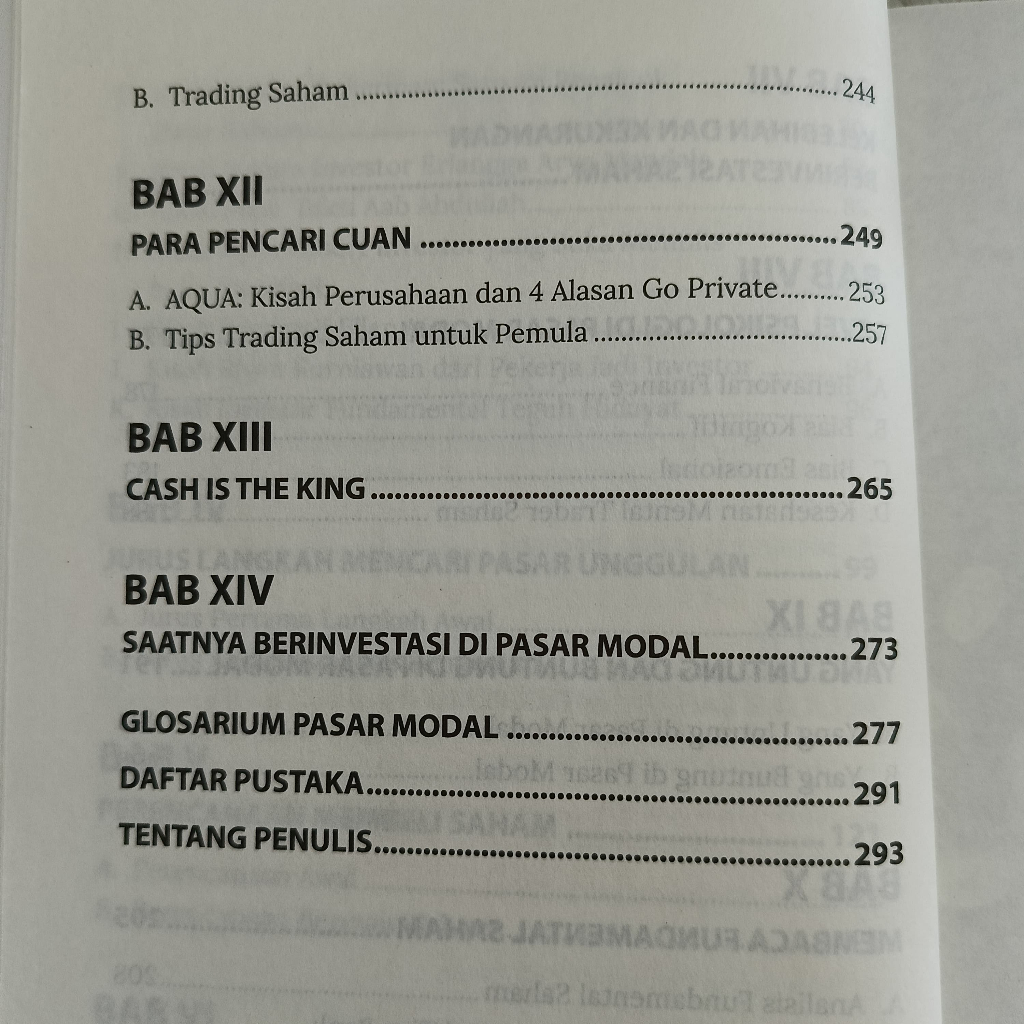 B. Trading Saham ........................................................................ 244
BAB XII
PARA PENCARI CUAN ............................................................ 249
A. AQUA: Kisah Perusahaan dan 4 Alasan Go Private.......... 253
B. Tips Trading Saham untuk Pemula .......................................257
BAB XIII
CASH IS THE KING ..................................................................... 265
BAB XIV
SAATNYA BERINVESTASI DI PASAR MODAL.................... 273
GLOSARIUM PASAR MODAL .................................................. 277
DAFTAR PUSTAKA....................................................................... 291
TENTANG PENULIS...................................................................... 293